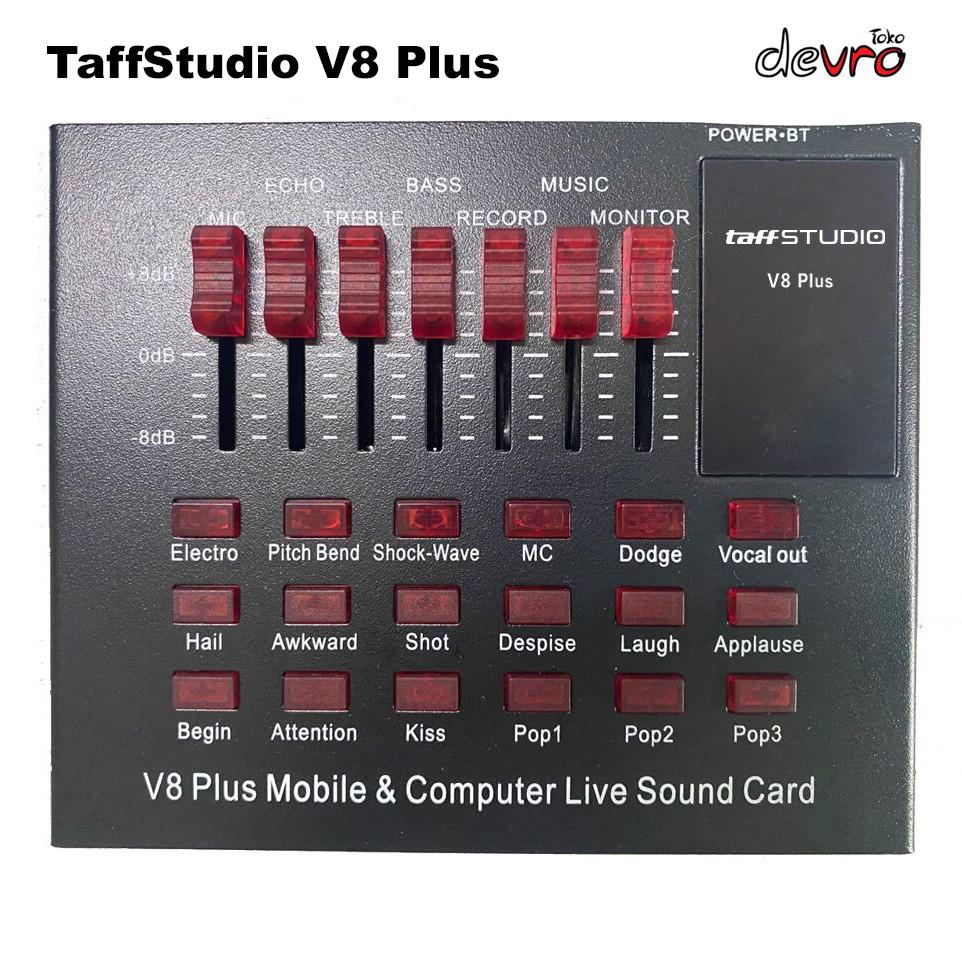 TaffStudio V8 Plus
Toko
devro
POWER•BT
ECHO BASS MUSIC
MIC TREBLE RECORD MONITOR
taffSTUDIO
V8 Plus
+3dB
0dB
-8dB
Electro Pitch Bend Shock-Wave MC Dodge Vocal out
Hail Awkward Shot Despise Laugh Applause
Begin Attention Kiss Pop1 Pop2 Pop3
V8 Plus Mobile & Computer Live Sound Card